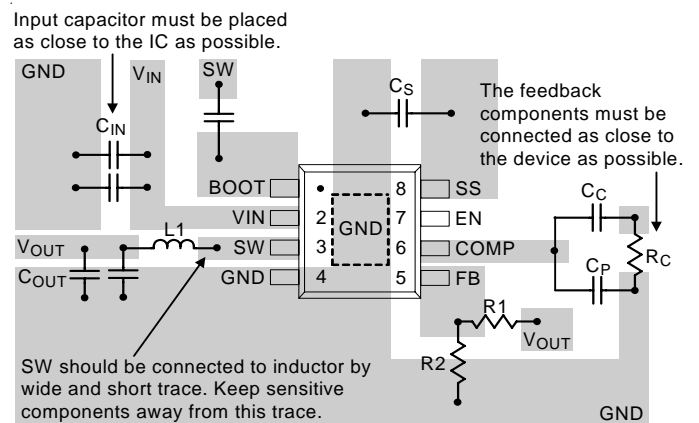 Input capacitor must be placed
as close to the IC as possible.
GND
VIN
SW
CS
The feedback
components must be
connected as close to
the device as possible.
CIN
BOOT
8
SS
CC
VIN
2
GND
7
EN
L1
VOUT
SW
3
6
COMP
RC
COUT
GND
4
5
FB
CP
R1
VOUT
R2
SW should be connected to inductor by
wide and short trace. Keep sensitive
components away from this trace.
GND